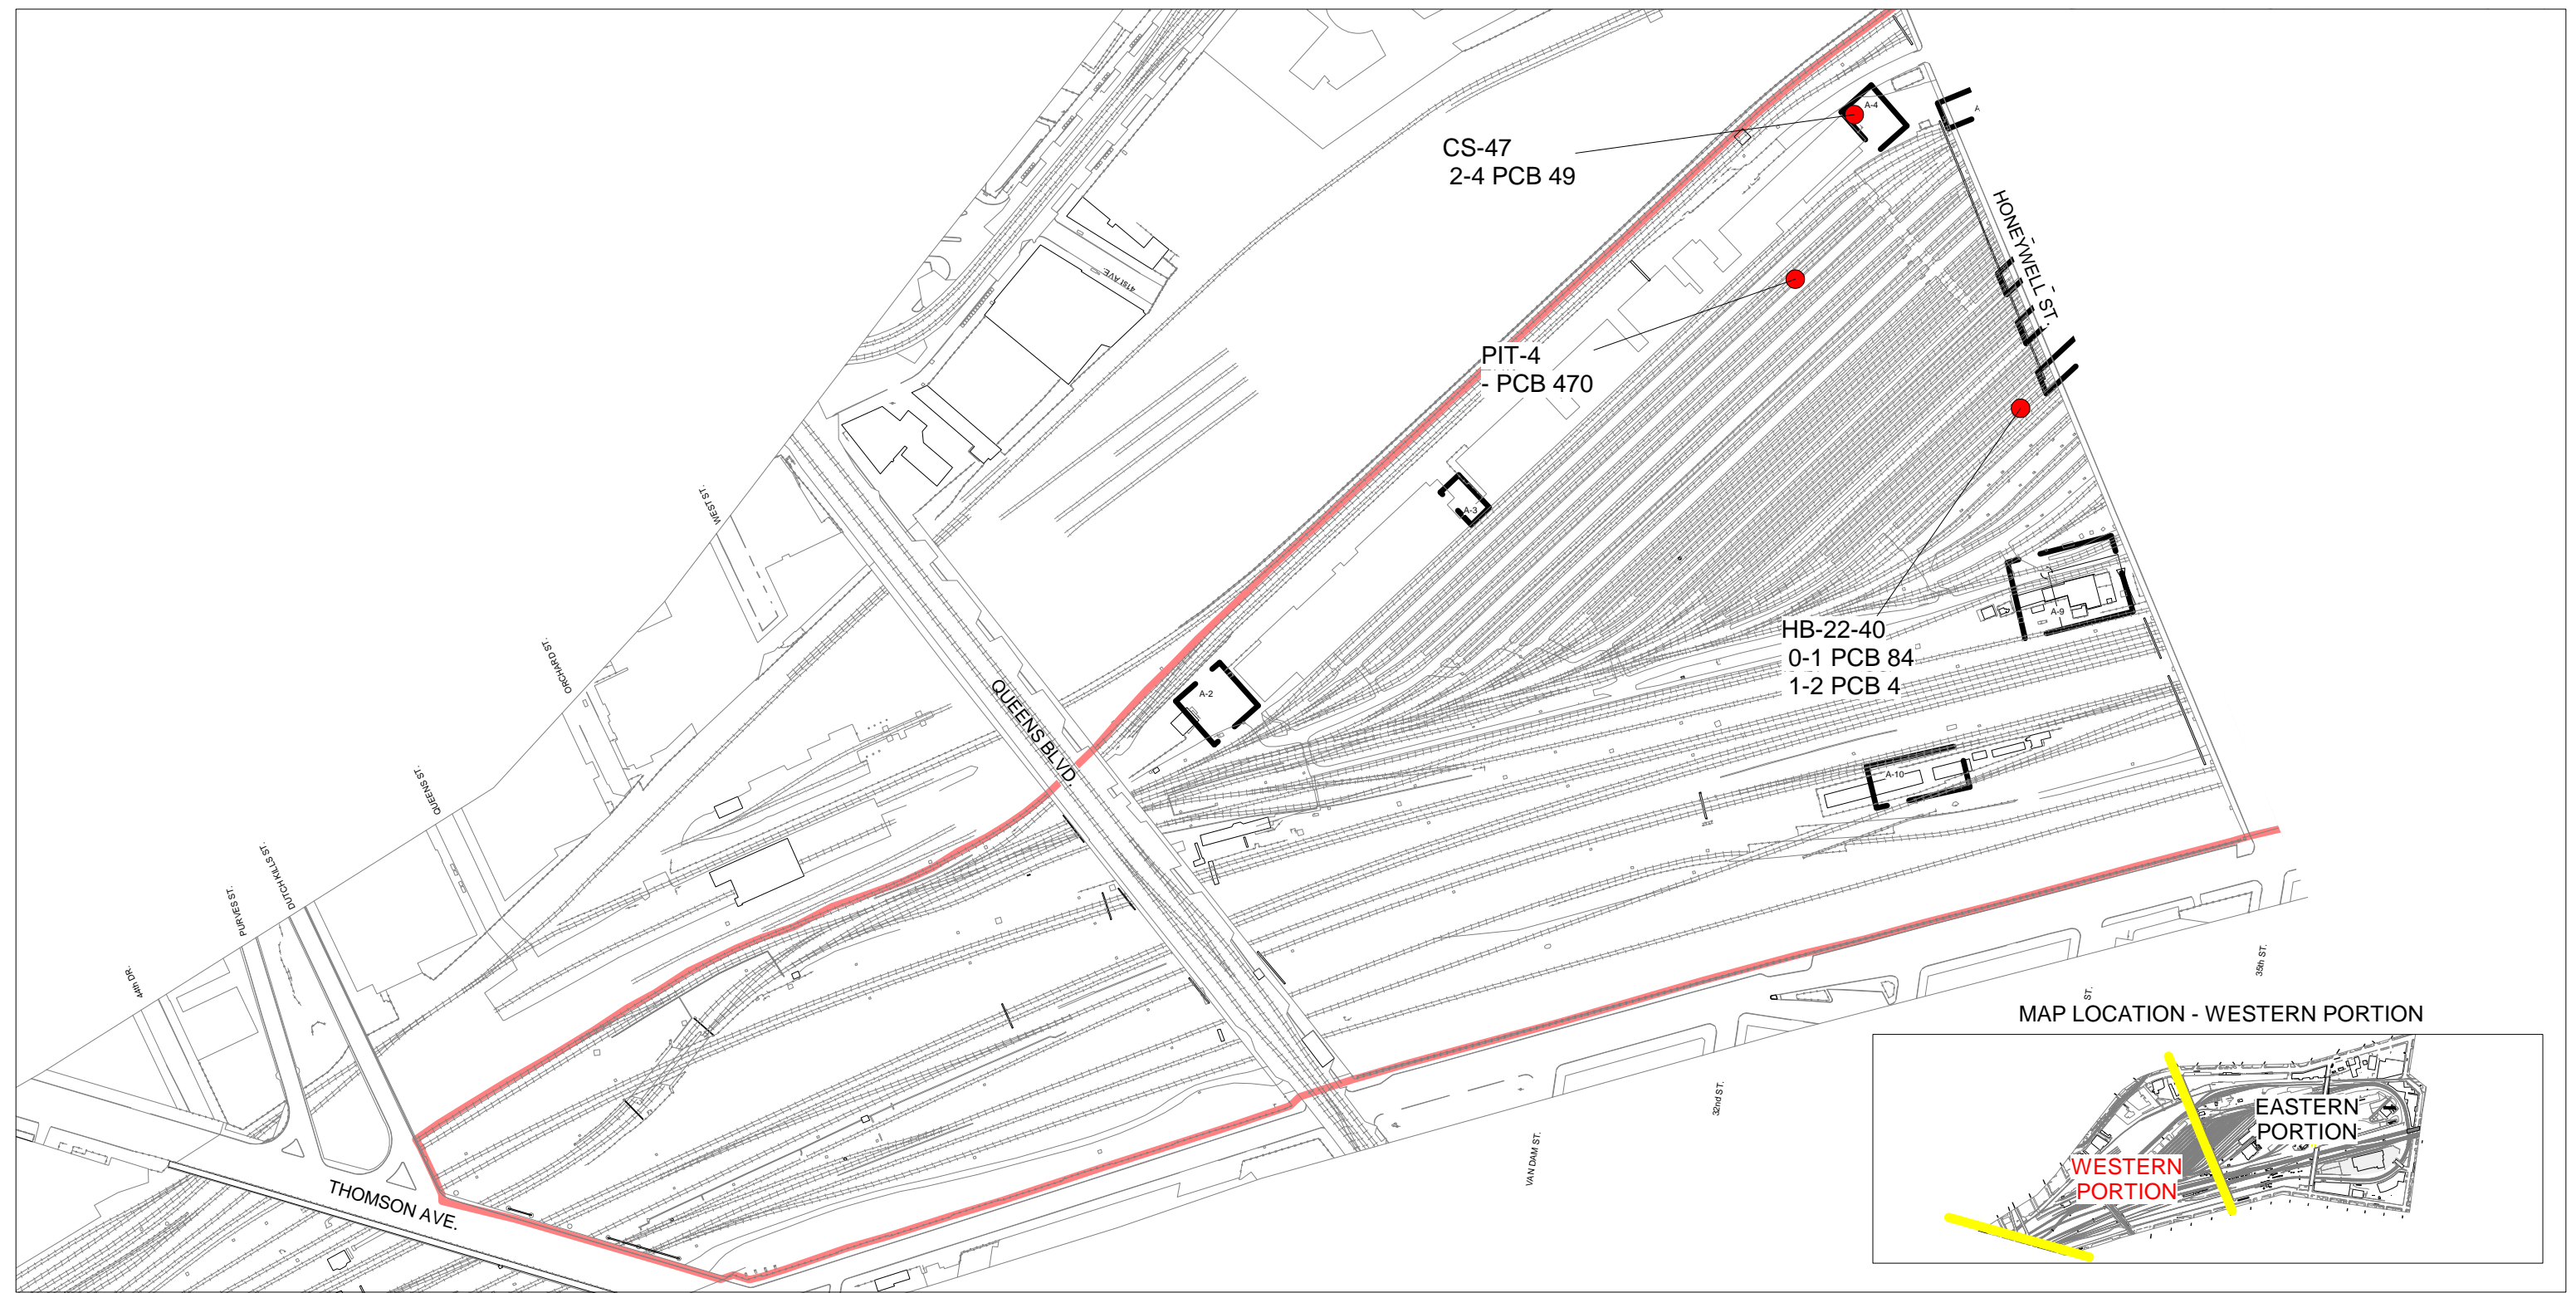 CS-47
2-4 PCB 49
A-4
A
HONEYWELL ST.
41st AVE.
PIT-4
- PCB 470
A-3
WEST ST.
ORCHARD ST.
QUEENS ST.
DUTCH KILLS ST.
PURVES ST.
44th DR.
QUEENS BLVD.
A-2
A-9
HB-22-40
0-1 PCB 84
1-2 PCB 4
A-10
THOMSON AVE.
VAN DAM ST.
32nd ST.
ST.
35th ST.
MAP LOCATION - WESTERN PORTION
EASTERN
PORTION
WESTERN
PORTION